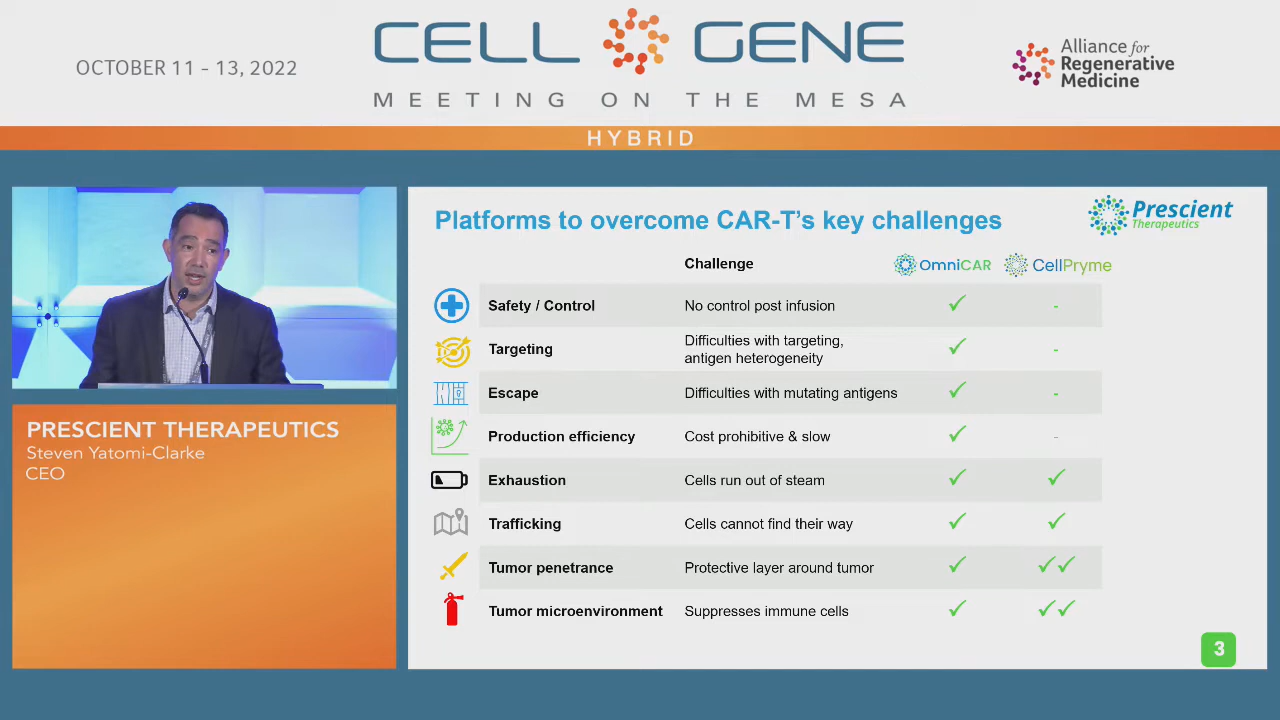 OCTOBER 11 - 13, 2022
CELL GENE
MEETING ON THE MESA
Alliance for
Regenerative
Medicine
HYBRID
PRESCIENT THERAPEUTICS
Steven Yatomi-Clarke
CEO
Platforms to overcome CAR-T's key challenges
Prescient
Therapeutics
Challenge OmniCAR CellPryme
Safety / Control No control post infusion ✓ -
Targeting Difficulties with targeting,
antigen heterogeneity ✓ -
Escape Difficulties with mutating antigens ✓ -
Production efficiency Cost prohibitive & slow ✓ -
Exhaustion Cells run out of steam ✓ ✓
Trafficking Cells cannot find their way ✓ ✓
Tumor penetrance Protective layer around tumor ✓ ✓✓
Tumor microenvironment Suppresses immune cells ✓ ✓✓
3